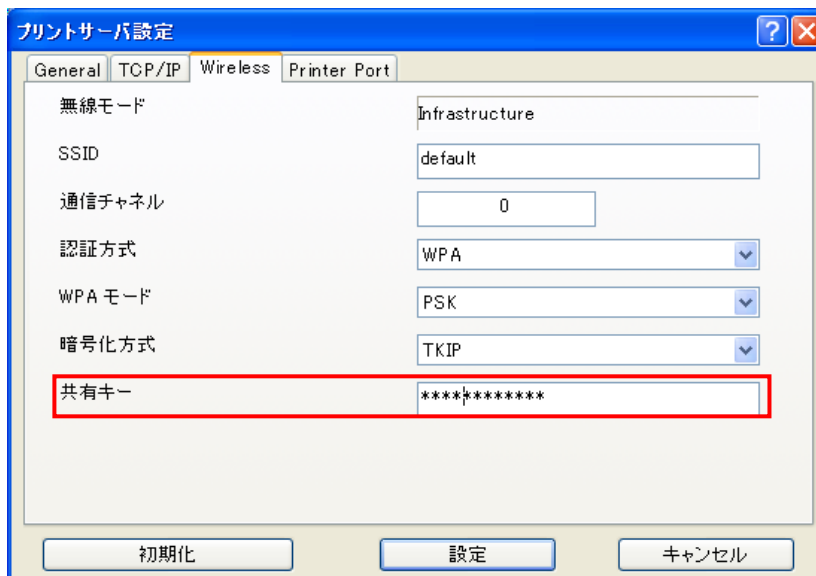 プリントサーバ設定
General TCP/IP Wireless Printer Port
無線モード Infrastructure
SSID default
通信チャネル 0
認証方式 WPA
WPA モード PSK
暗号化方式 TKIP
共有キー *************
初期化 設定 キャンセル